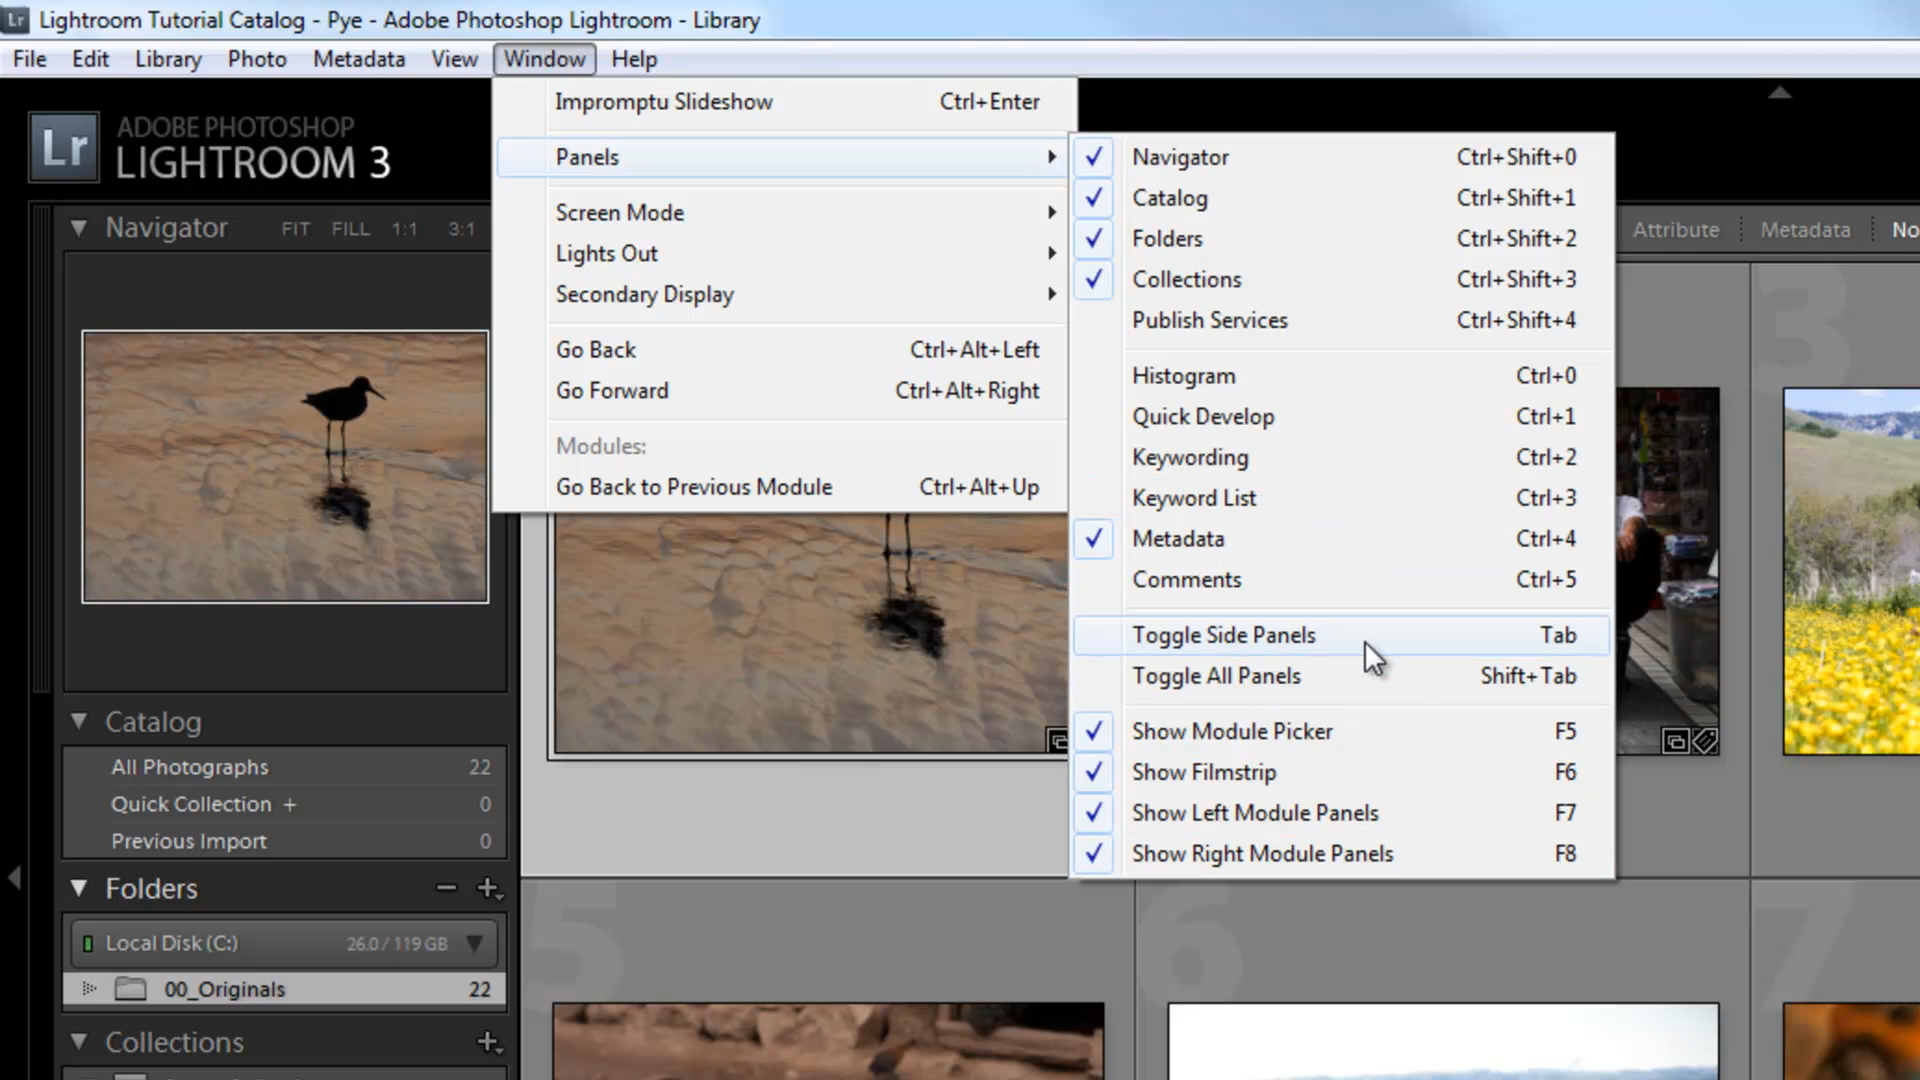 Lr Lightroom Tutorial Catalog - Pye - Adobe Photoshop Lightroom - Library
File Edit Library Photo Metadata View Window Help
Lr ADOBE PHOTOSHOP
LIGHTROOM 3
Impromptu Slideshow Ctrl+Enter
Panels
Screen Mode
Lights Out
Secondary Display
Go Back Ctrl+Alt+Left
Go Forward Ctrl+Alt+Right
Modules:
Go Back to Previous Module Ctrl+Alt+Up
Navigator Ctrl+Shift+0
Catalog Ctrl+Shift+1
Folders Ctrl+Shift+2
Collections Ctrl+Shift+3
Publish Services Ctrl+Shift+4
Histogram Ctrl+0
Quick Develop Ctrl+1
Keywording Ctrl+2
Keyword List Ctrl+3
Metadata Ctrl+4
Comments Ctrl+5
Toggle Side Panels Tab
Toggle All Panels Shift+Tab
Show Module Picker F5
Show Filmstrip F6
Show Left Module Panels F7
Show Right Module Panels F8
Navigator FIT FILL 1:1 3:1
Catalog
All Photographs 22
Quick Collection + 0
Previous Import 0
Folders
Local Disk (C:) 26.0 / 119 GB
00_Originals 22
Collections
Attribute Metadata No
3
5 6 7